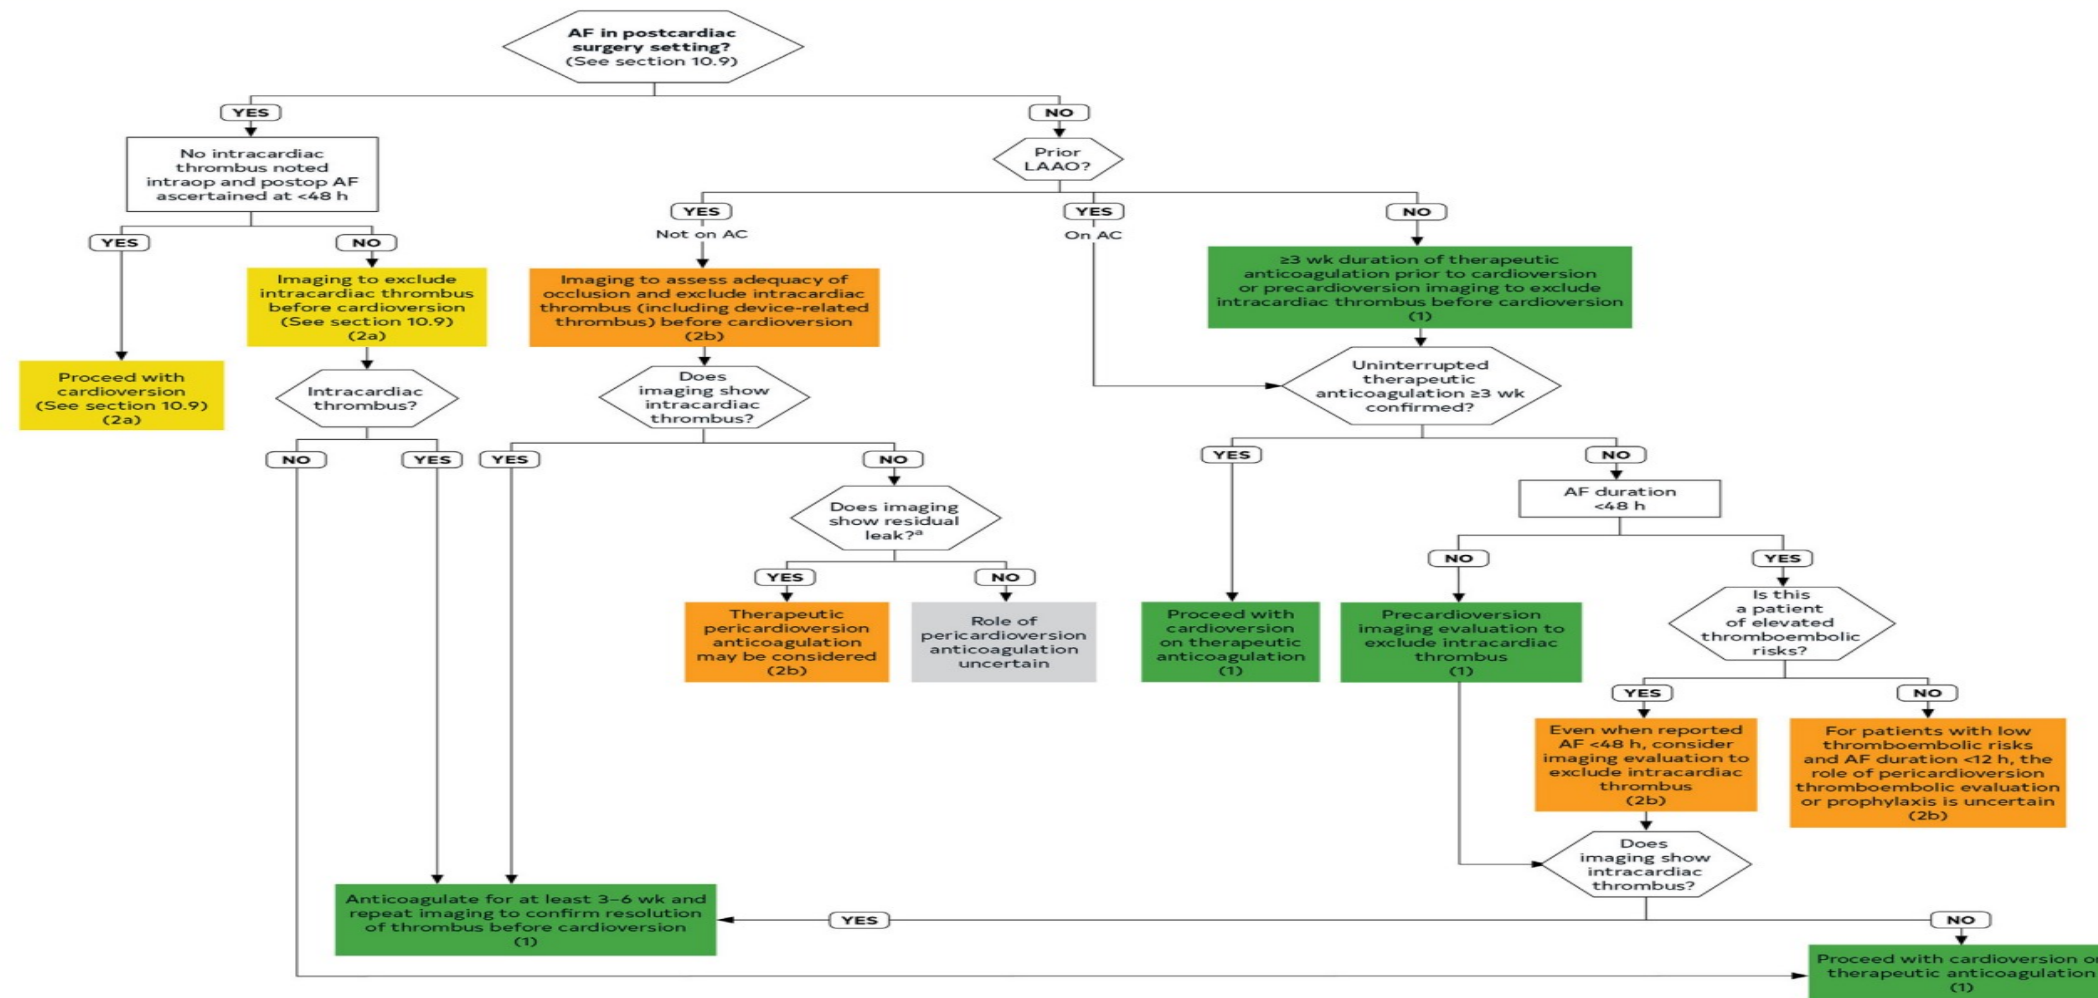 AF in postcardiac
surgery setting?
(See section 10.9)
YES
NO
No intracardiac
thrombus noted
intraop and postop AF
ascertained at <48 h
Prior
LAAO?
YES
NO
YES
Not on AC
YES
On AC
NO
Imaging to exclude
intracardiac thrombus
before cardioversion
(See section 10.9)
(2a)
Imaging to assess adequacy of
occlusion and exclude intracardiac
thrombus (including device-related
thrombus) before cardioversion
(2b)
≥3 wk duration of therapeutic
anticoagulation prior to cardioversion
or precardioversion imaging to exclude
intracardiac thrombus before cardioversion
(1)
Proceed with
cardioversion
(See section 10.9)
(2a)
Intracardiac
thrombus?
Does
imaging show
intracardiac
thrombus?
Uninterrupted
therapeutic
anticoagulation ≥3 wk
confirmed?
NO
YES
YES
NO
YES
NO
Does imaging
show residual
leak?ª
AF duration
<48 h
YES
NO
NO
YES
Therapeutic
pericardioversion
anticoagulation
may be considered
(2b)
Role of
pericardioversion
anticoagulation
uncertain
Proceed with
cardioversion
on therapeutic
anticoagulation
(1)
Precardioversion
imaging evaluation to
exclude intracardiac
thrombus
(1)
Is this
a patient
of elevated
thromboembolic
risks?
YES
NO
Even when reported
AF <48 h, consider
imaging evaluation to
exclude intracardiac
thrombus
(2b)
For patients with low
thromboembolic risks
and AF duration <12 h, the
role of pericardioversion
thromboembolic evaluation
or prophylaxis is uncertain
(2b)
Does
imaging show
intracardiac
thrombus?
Anticoagulate for at least 3–6 wk and
repeat imaging to confirm resolution
of thrombus before cardioversion
(1)
YES
NO
Proceed with cardioversion
therapeutic anticoagulation
(1)